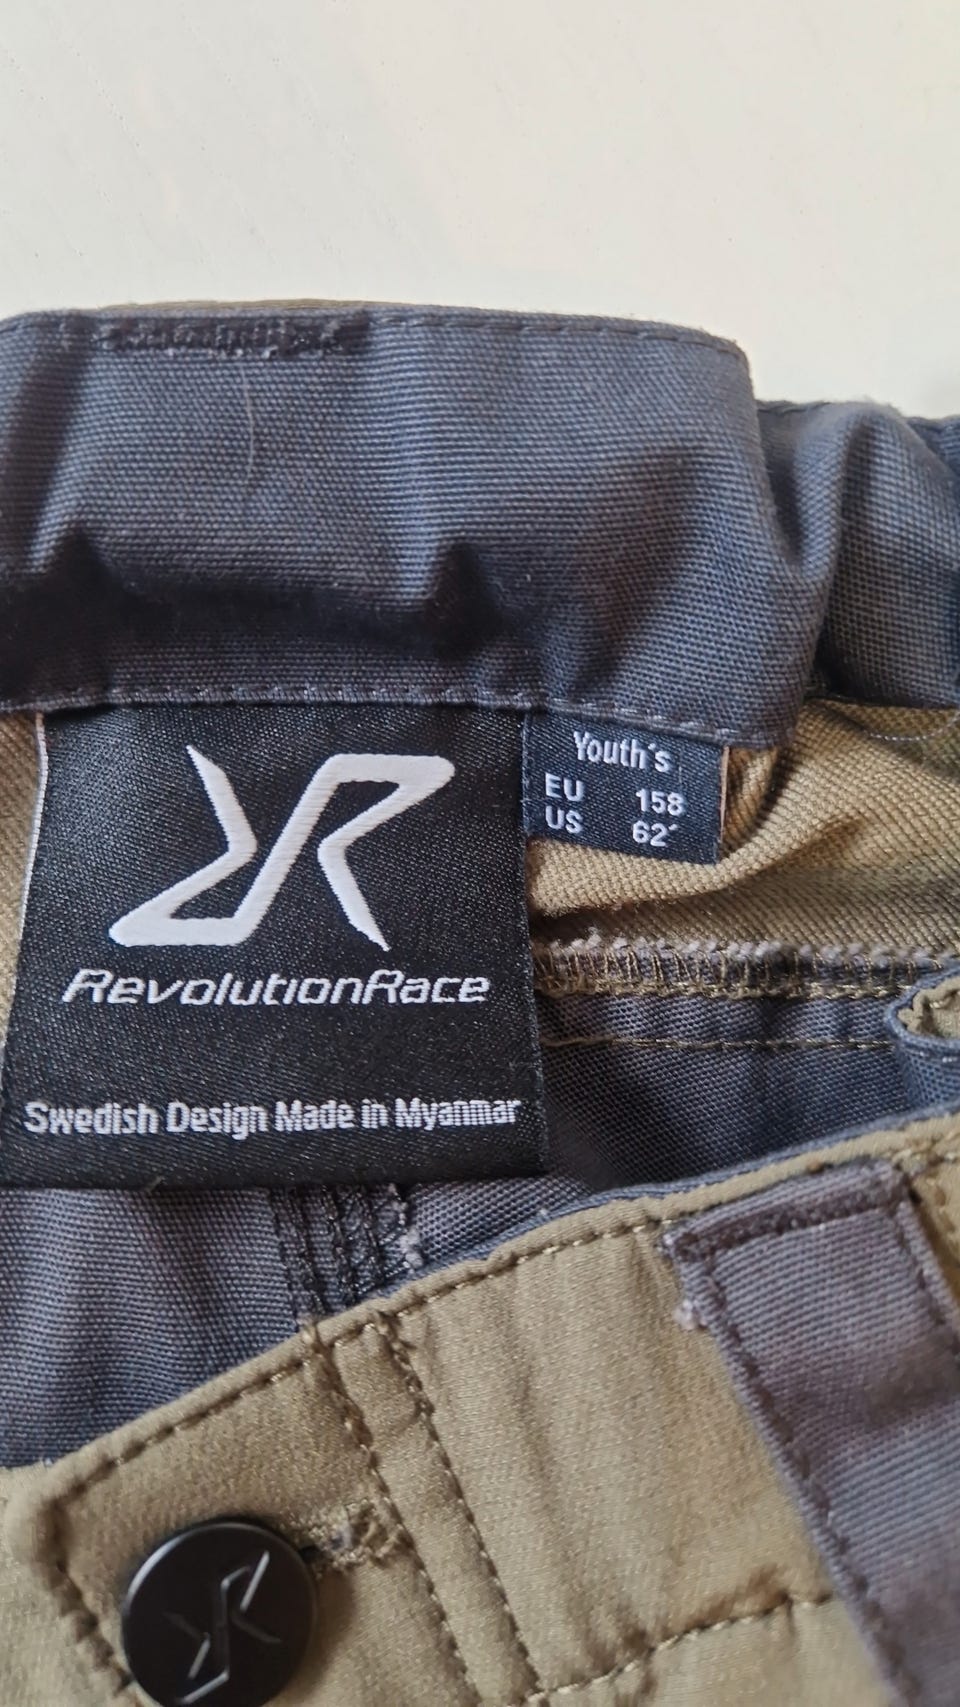 RevolutionRace
Swedish Design Made in Myanmar
Youth´s
EU 158
US 62´